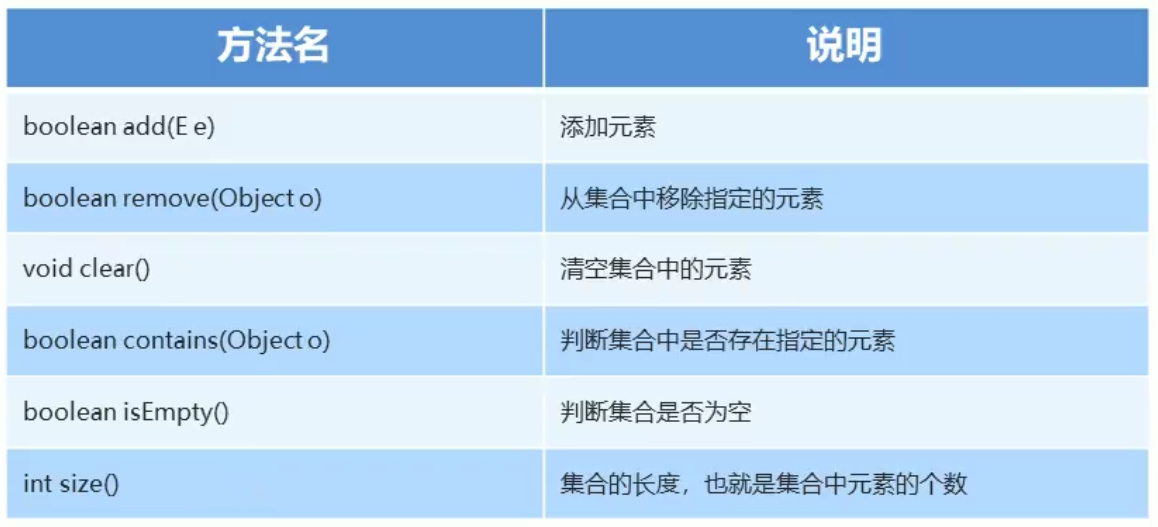 方法名 说明
boolean add(E e) 添加元素
boolean remove(Object o) 从集合中移除指定的元素
void clear() 清空集合中的元素
boolean contains(Object o) 判断集合中是否存在指定的元素
boolean isEmpty() 判断集合是否为空
int size() 集合的长度，也就是集合中元素的个数